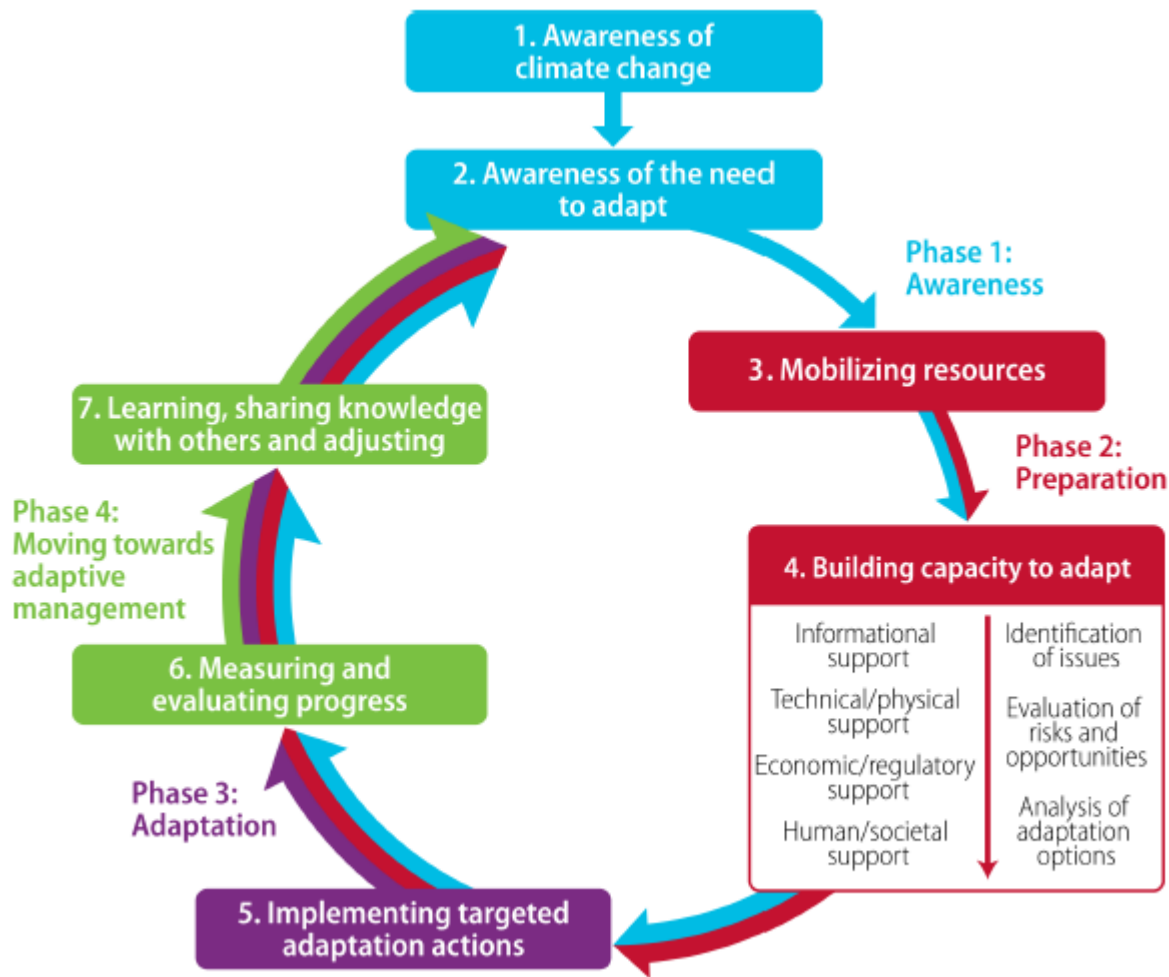 1. Awareness of
climate change
2. Awareness of the need
to adapt
Phase 1:
Awareness
3. Mobilizing resources
Phase 2:
Preparation
4. Building capacity to adapt
Informational
support
Technical/physical
support
Economic/regulatory
support
Human/societal
support
Identification
of issues
Evaluation of
risks and
opportunities
Analysis of
adaptation
options
5. Implementing targeted
adaptation actions
Phase 3:
Adaptation
6. Measuring and
evaluating progress
Phase 4:
Moving towards
adaptive
management
7. Learning, sharing knowledge
with others and adjusting